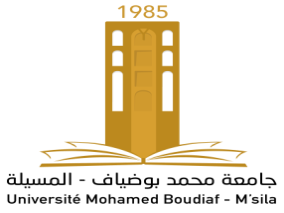 1985
جامعة محمد بوضياف - المسيلة
Université Mohamed Boudiaf - M'sila